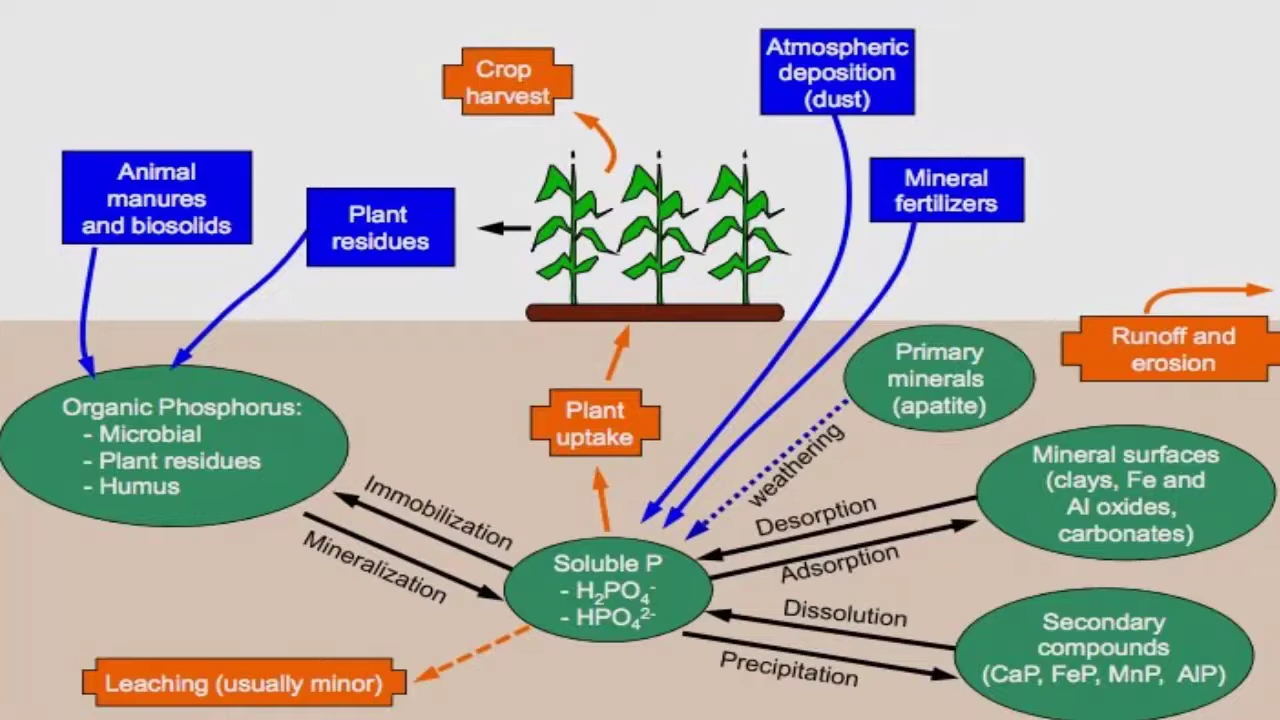 Atmospheric
deposition
(dust)
Crop
harvest
Animal
manures
and biosolids
Plant
residues
Mineral
fertilizers
Runoff and
erosion
Primary
minerals
(apatite)
Plant
uptake
Organic Phosphorus:
- Microbial
- Plant residues
- Humus
weathering
Mineral surfaces
(clays, Fe and
Al oxides,
carbonates)
Immobilization
Mineralization
Desorption
Adsorption
Soluble P
- H₂PO₄⁻
- HPO₄²⁻
Dissolution
Precipitation
Secondary
compounds
(CaP, FeP, MnP, AlP)
Leaching (usually minor)